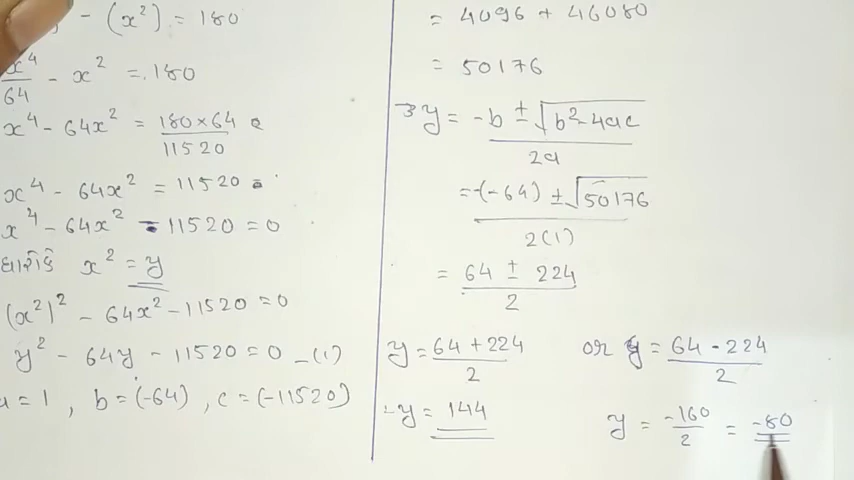 - (x²) = 180
x⁴/64 - x² = 180
x⁴ - 64x² = 180×64
11520
x⁴ - 64x² = 11520
x⁴ - 64x² - 11520 = 0
ધારોકે x² = y
(x²)² - 64x² - 11520 = 0
y² - 64y - 11520 = 0 _(1)
a = 1 , b = (-64) , c = (-11520)
= 4096 + 46080
= 50176
y = -b ± √b² - 4ac
2a
= -(-64) ± √50176
2(1)
= 64 ± 224
2
y = 64 + 224 or y = 64 - 224
2 2
y = 144 y = -160/2 = -80